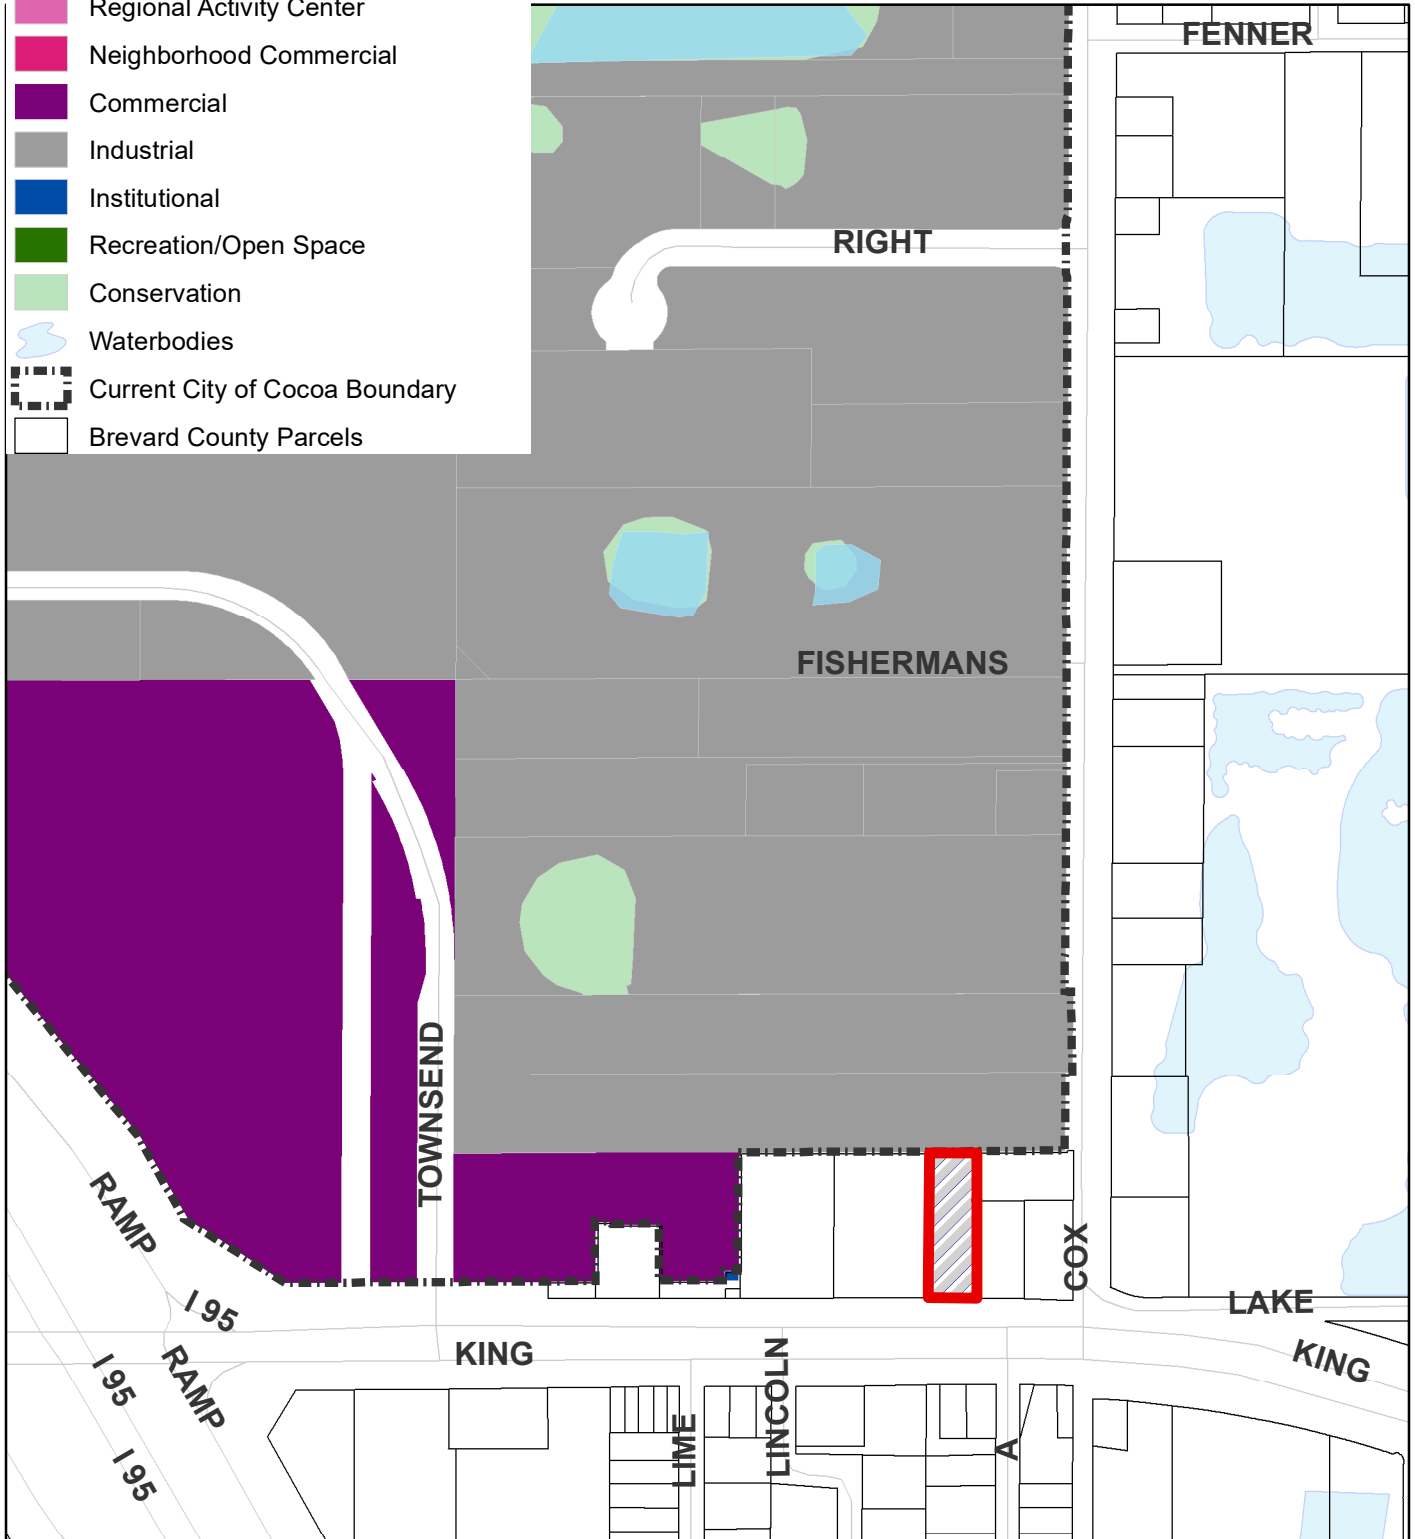 Regional Activity Center
Neighborhood Commercial
Commercial
Industrial
Institutional
Recreation/Open Space
Conservation
Waterbodies
Current City of Cocoa Boundary
Brevard County Parcels
FENNER
RIGHT
FISHERMANS
TOWNSEND
RAMP
COX
I 95
LAKE
KING
KING
I 95
RAMP
LINCOLN
LIME
A
I 95